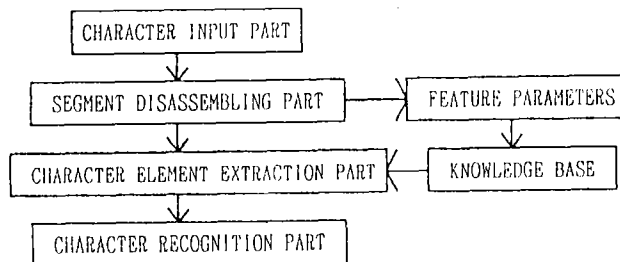 CHARACTER INPUT PART
SEGMENT DISASSEMBLING PART
FEATURE PARAMETERS
CHARACTER ELEMENT EXTRACTION PART
KNOWLEDGE BASE
CHARACTER RECOGNITION PART